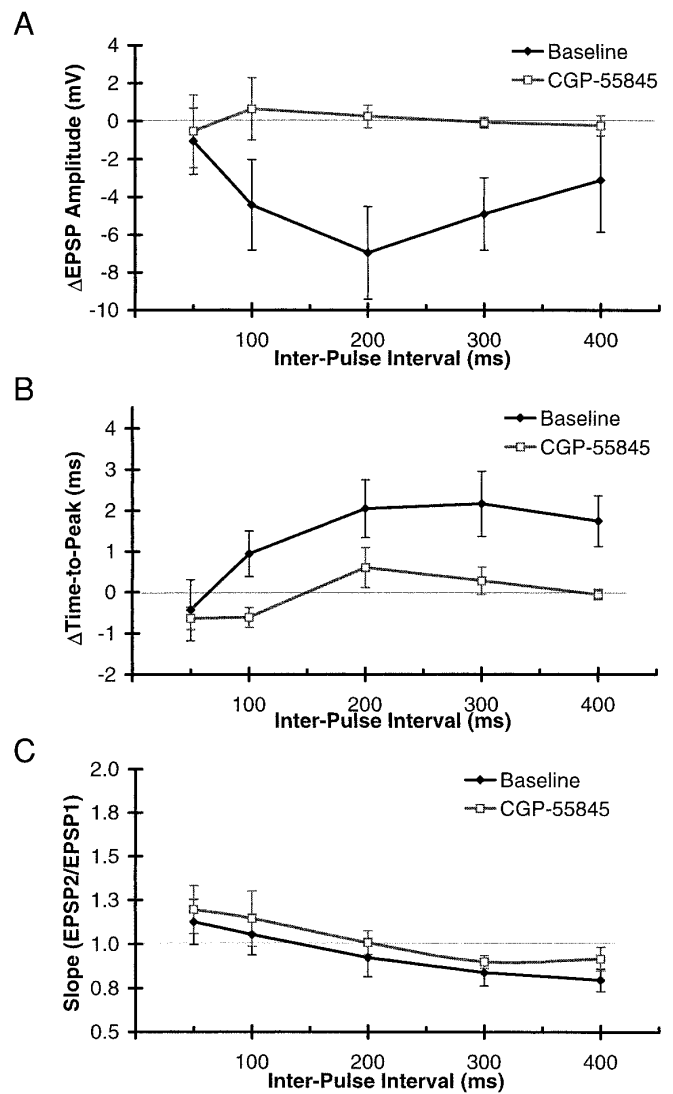 A
Baseline
CGP-55845
ΔEPSP Amplitude (mV)
4
2
0
-2
-4
-6
-8
-10
100 200 300 400
Inter-Pulse Interval (ms)
B
Baseline
CGP-55845
ΔTime-to-Peak (ms)
4
3
2
1
0
-1
-2
100 200 300 400
Inter-Pulse Interval (ms)
C
Baseline
CGP-55845
Slope (EPSP2/EPSP1)
2.0
1.8
1.5
1.3
1.0
0.8
0.5
100 200 300 400
Inter-Pulse Interval (ms)